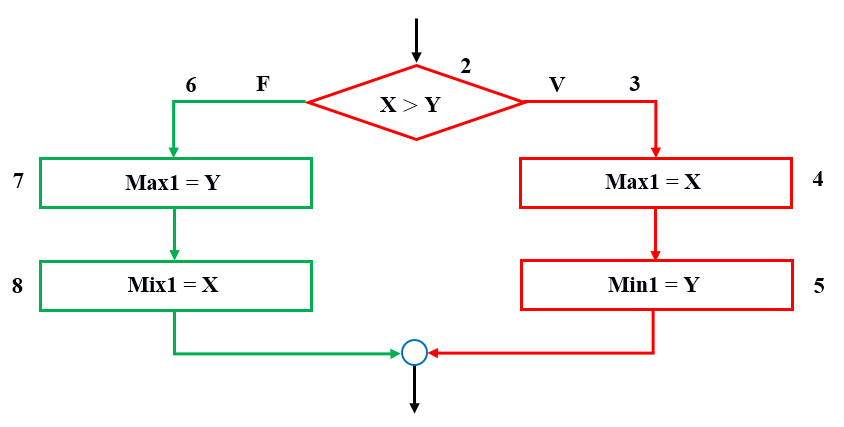 2
6 F
V 3
X > Y
7 Max1 = Y
Max1 = X 4
8 Mix1 = X
Min1 = Y 5